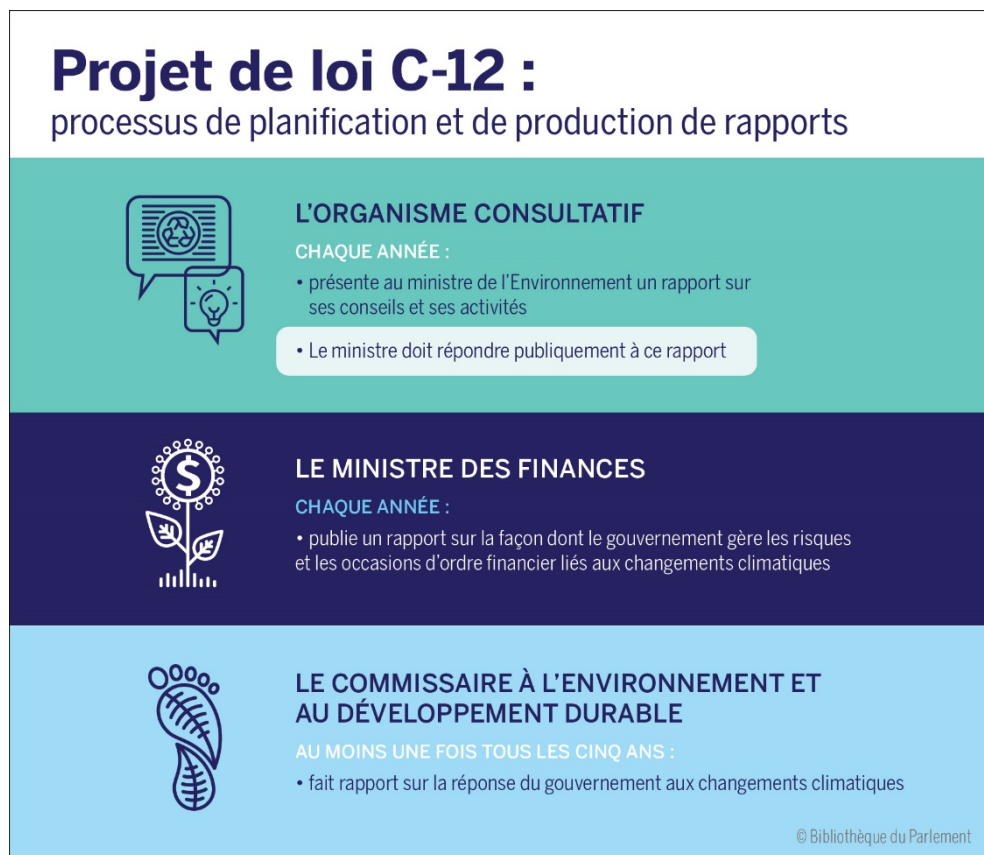 Projet de loi C-12 :
processus de planification et de production de rapports
L'ORGANISME CONSULTATIF
CHAQUE ANNÉE :
• présente au ministre de l'Environnement un rapport sur
ses conseils et ses activités
• Le ministre doit répondre publiquement à ce rapport
$
LE MINISTRE DES FINANCES
CHAQUE ANNÉE :
• publie un rapport sur la façon dont le gouvernement gère les risques
et les occasions d'ordre financier liés aux changements climatiques
LE COMMISSAIRE À L'ENVIRONNEMENT ET
AU DÉVELOPPEMENT DURABLE
AU MOINS UNE FOIS TOUS LES CINQ ANS :
• fait rapport sur la réponse du gouvernement aux changements climatiques
© Bibliothèque du Parlement